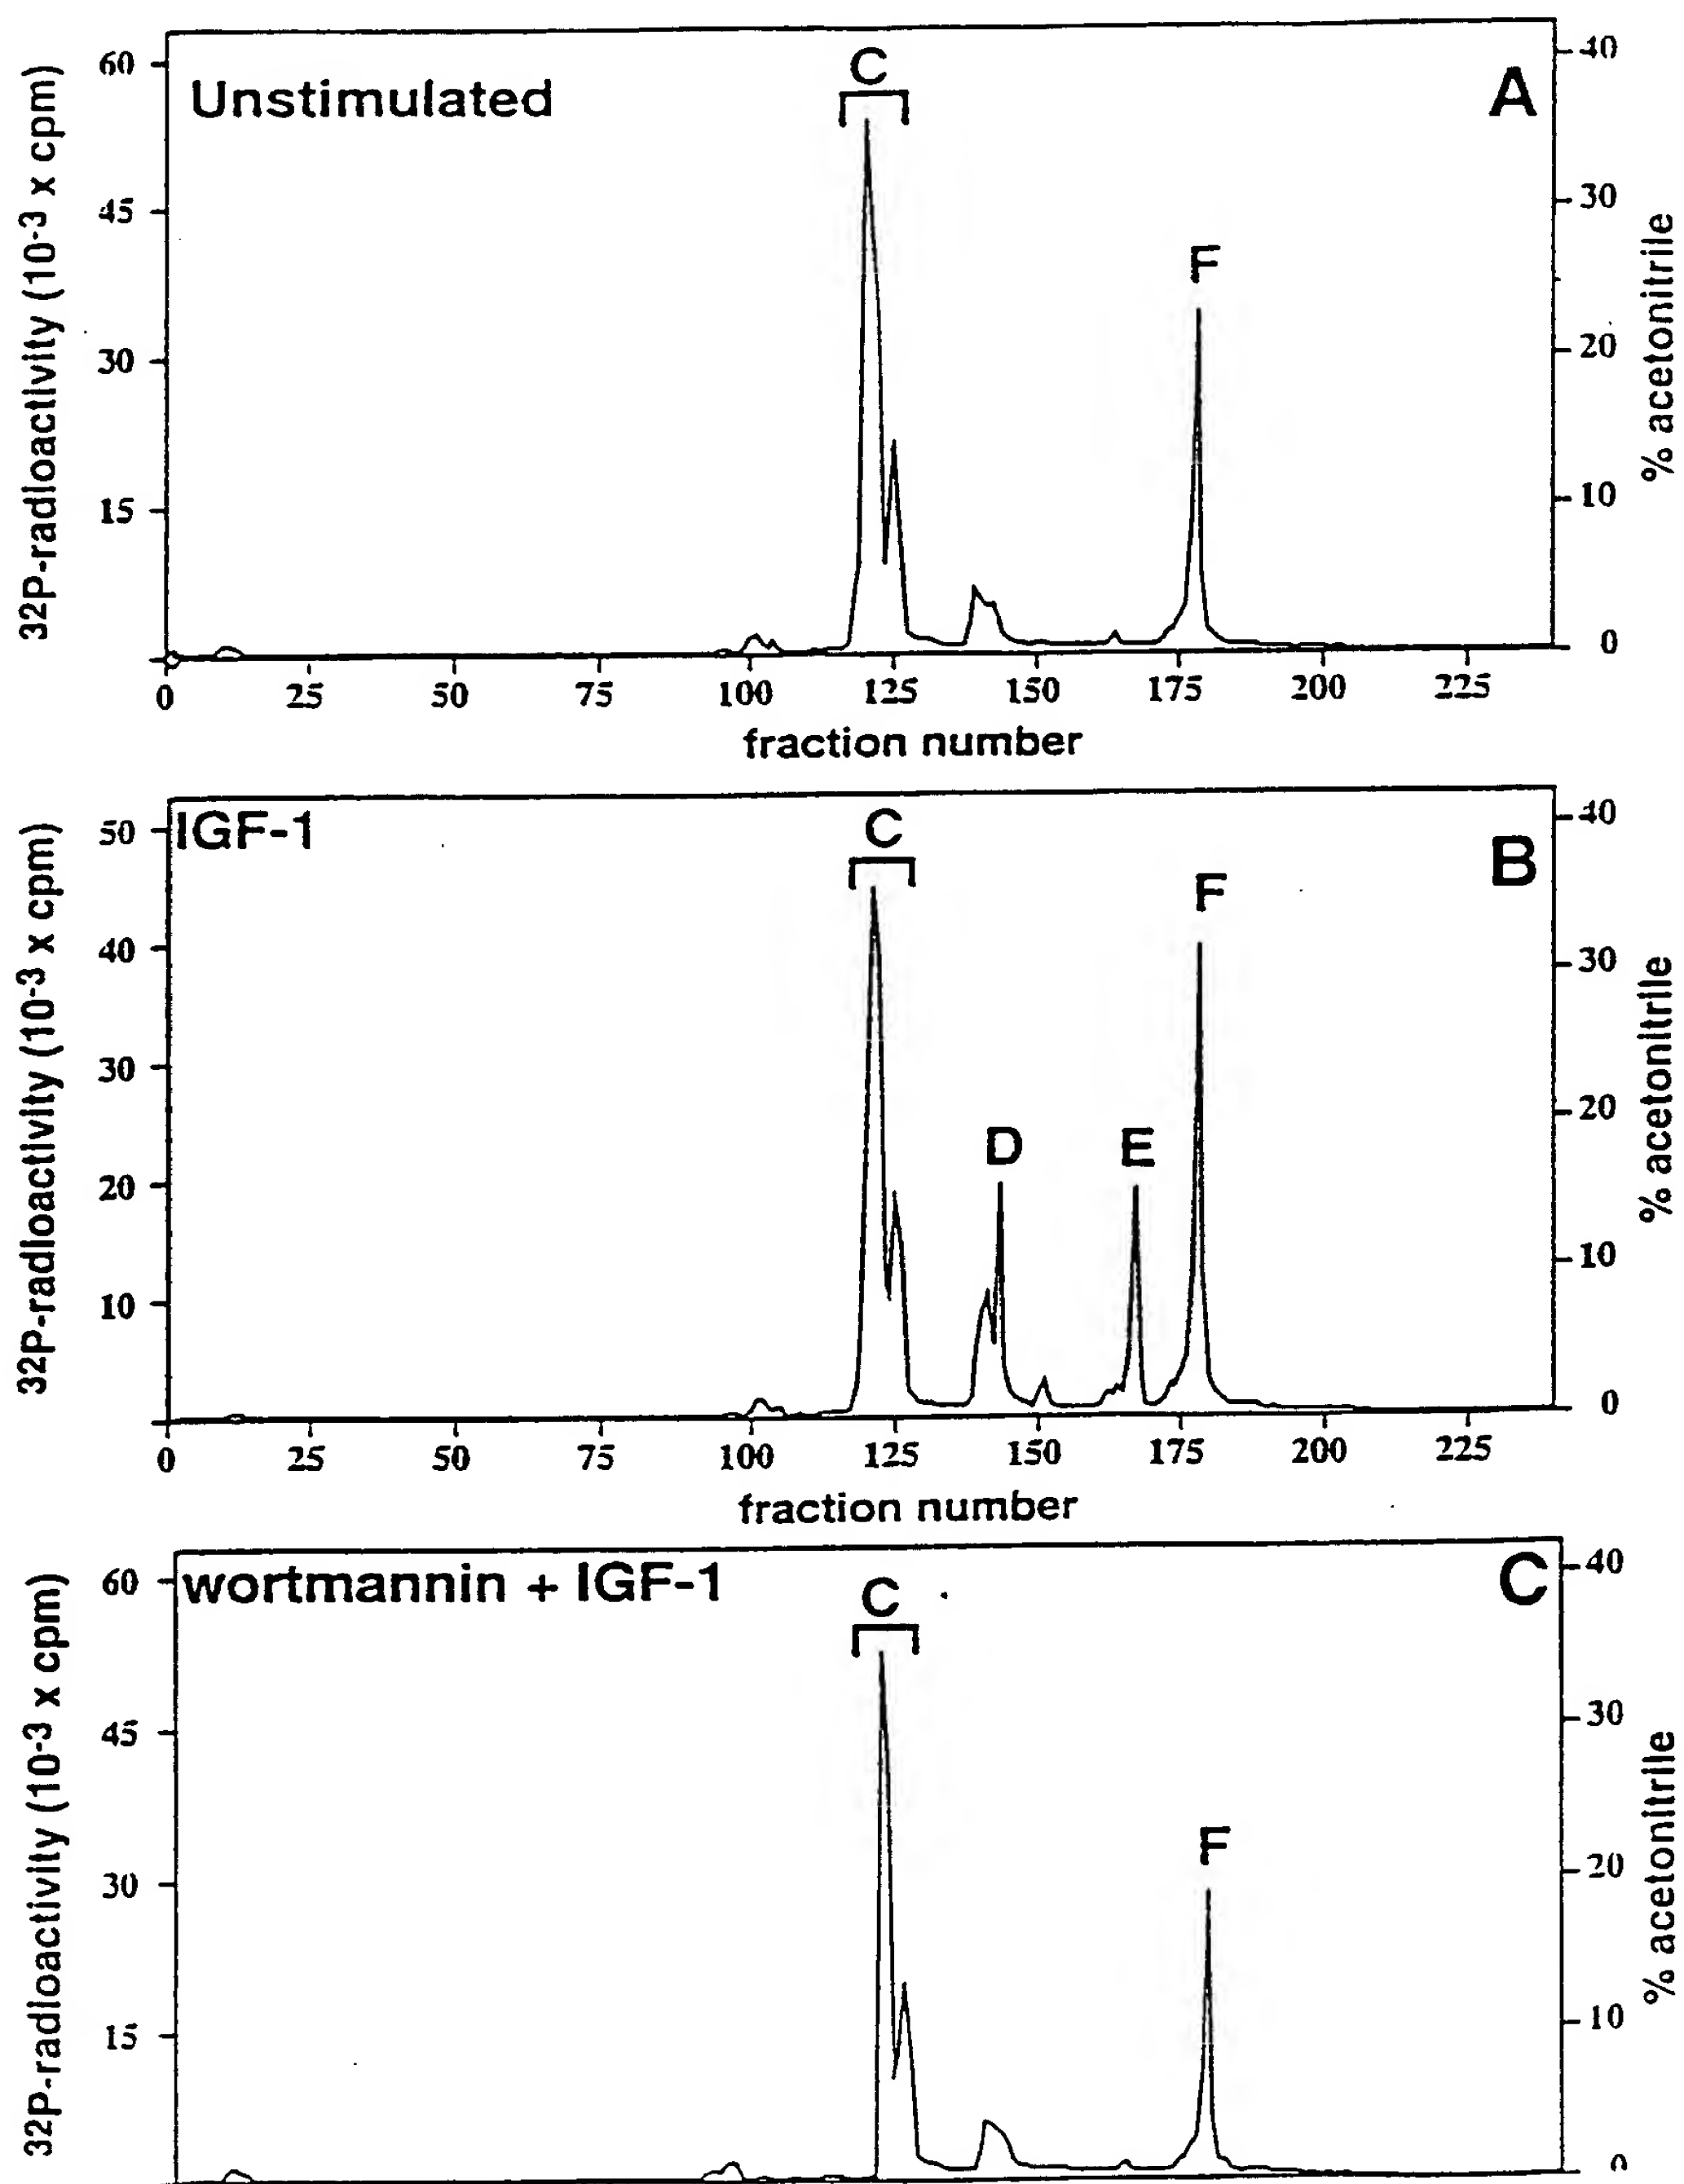 A
Unstimulated
C
F
60
45
30
15
40
30
20
10
0
32P-radioactivity (10-3 x cpm)
% acetonitrile
0 25 50 75 100 125 150 175 200 225
fraction number
B
IGF-1
C
D
E
F
50
40
30
20
10
40
30
20
10
0
32P-radioactivity (10-3 x cpm)
% acetonitrile
0 25 50 75 100 125 150 175 200 225
fraction number
C
wortmannin + IGF-1
C
F
60
45
30
15
40
30
20
10
0
32P-radioactivity (10-3 x cpm)
% acetonitrile